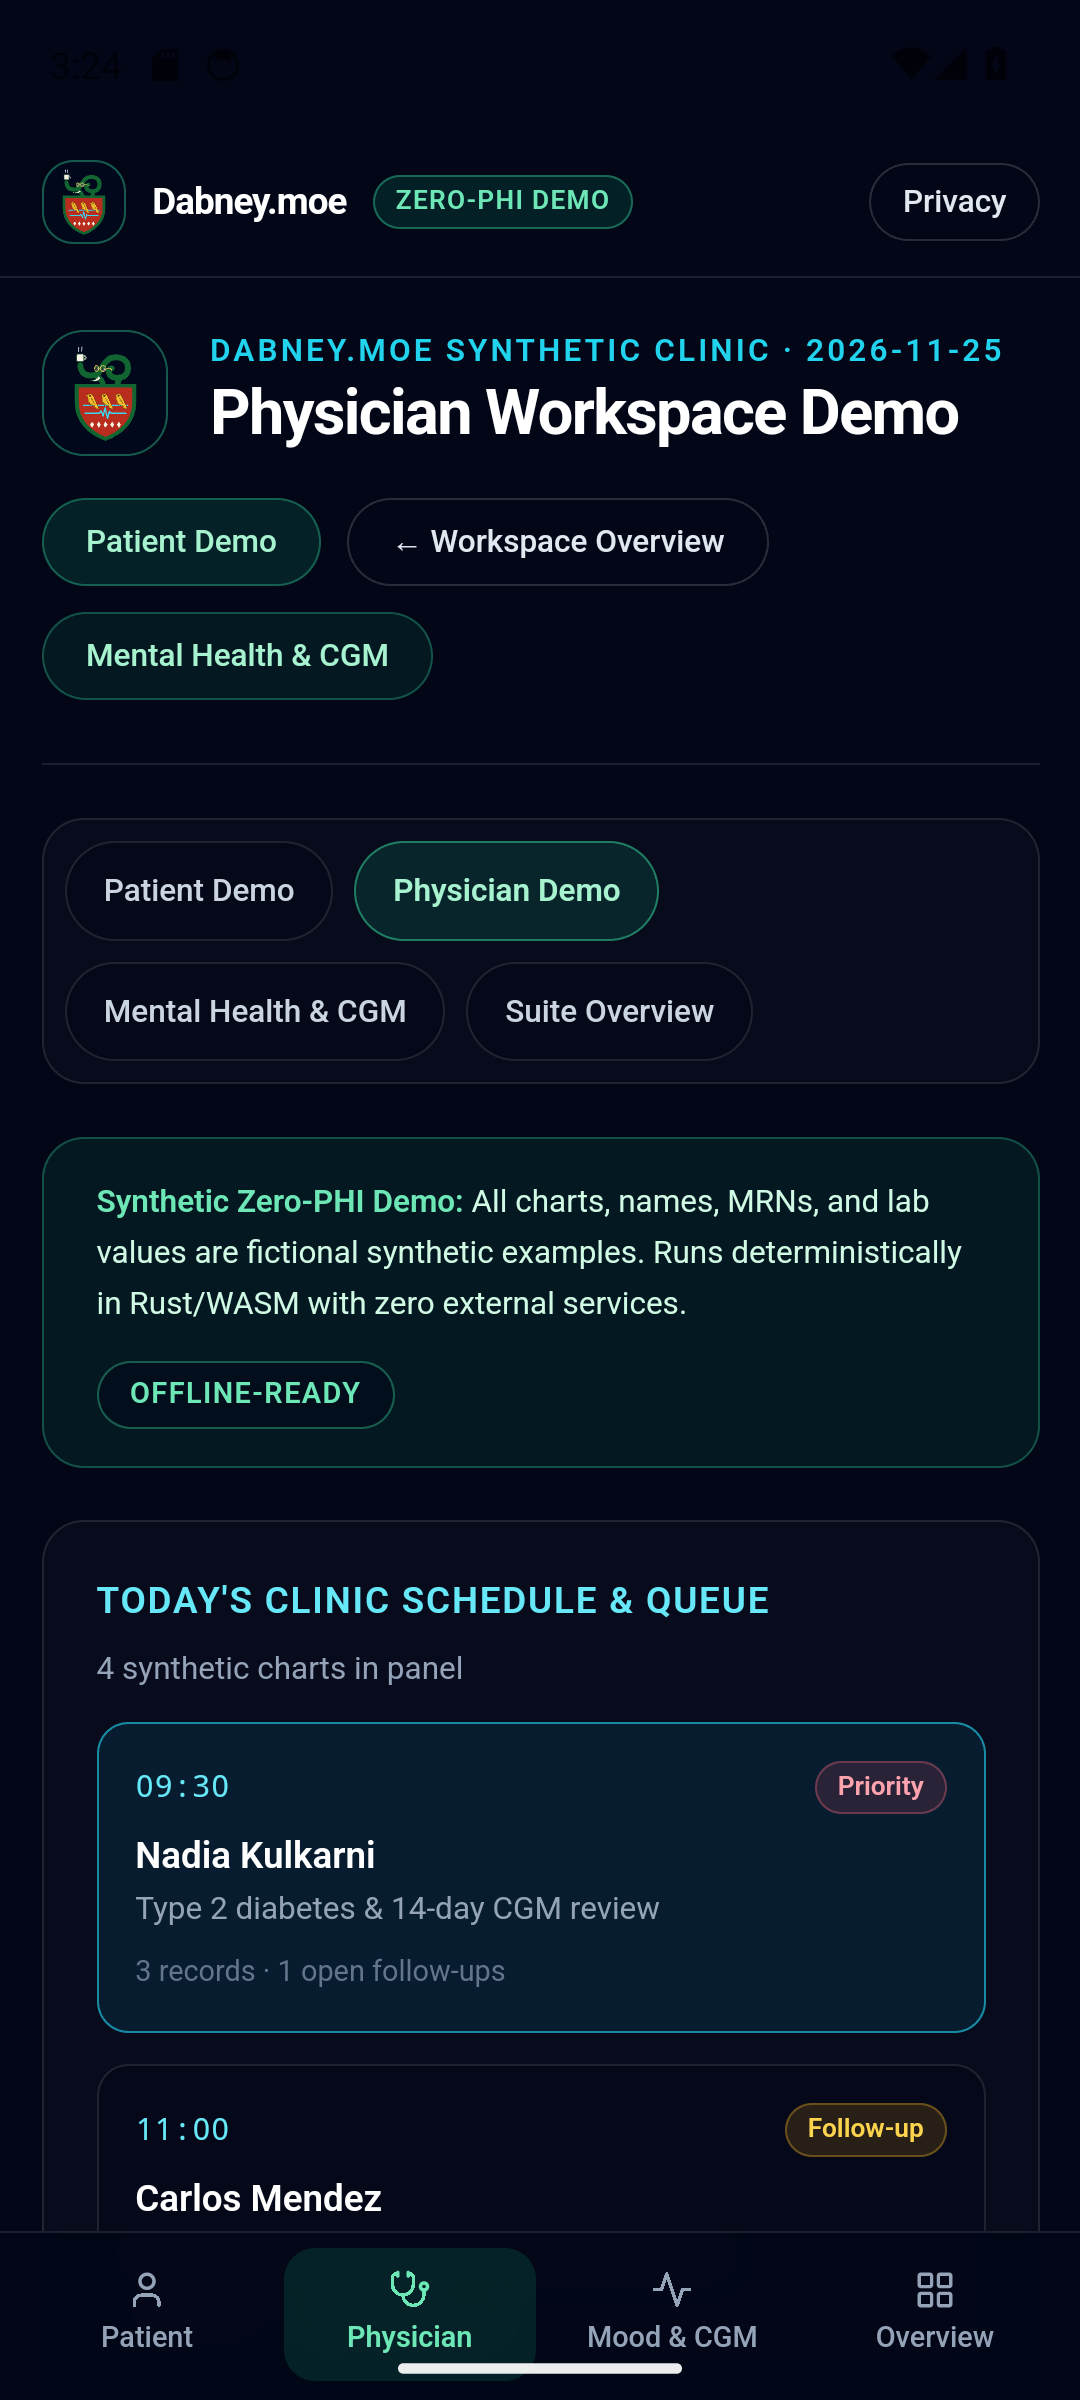 3:24
Dabney.moe
ZERO-PHI DEMO
Privacy
DABNEY.MOE SYNTHETIC CLINIC · 2026-11-25
Physician Workspace Demo
Patient Demo
← Workspace Overview
Mental Health & CGM
Patient Demo
Physician Demo
Mental Health & CGM
Suite Overview
Synthetic Zero-PHI Demo: All charts, names, MRNs, and lab
values are fictional synthetic examples. Runs deterministically
in Rust/WASM with zero external services.
OFFLINE-READY
TODAY'S CLINIC SCHEDULE & QUEUE
4 synthetic charts in panel
09:30
Priority
Nadia Kulkarni
Type 2 diabetes & 14-day CGM review
3 records · 1 open follow-ups
11:00
Follow-up
Carlos Mendez
Patient
Physician
Mood & CGM
Overview